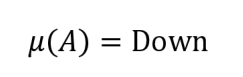 μ(A) = Down